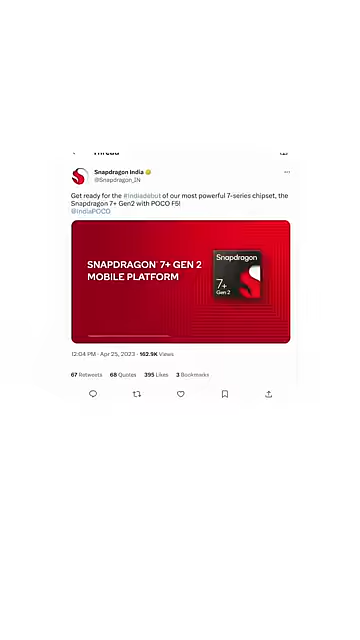 Thread
Snapdragon India
@Snapdragon_IN
Get ready for the #Indiadebut of our most powerful 7-series chipset, the
Snapdragon 7+ Gen2 with POCO F5!
@IndiaPOCO
SNAPDRAGON® 7+ GEN 2
MOBILE PLATFORM
Snapdragon
7+
Gen 2
12:04 PM · Apr 25, 2023 · 162.9K Views
67 Retweets 68 Quotes 395 Likes 3 Bookmarks